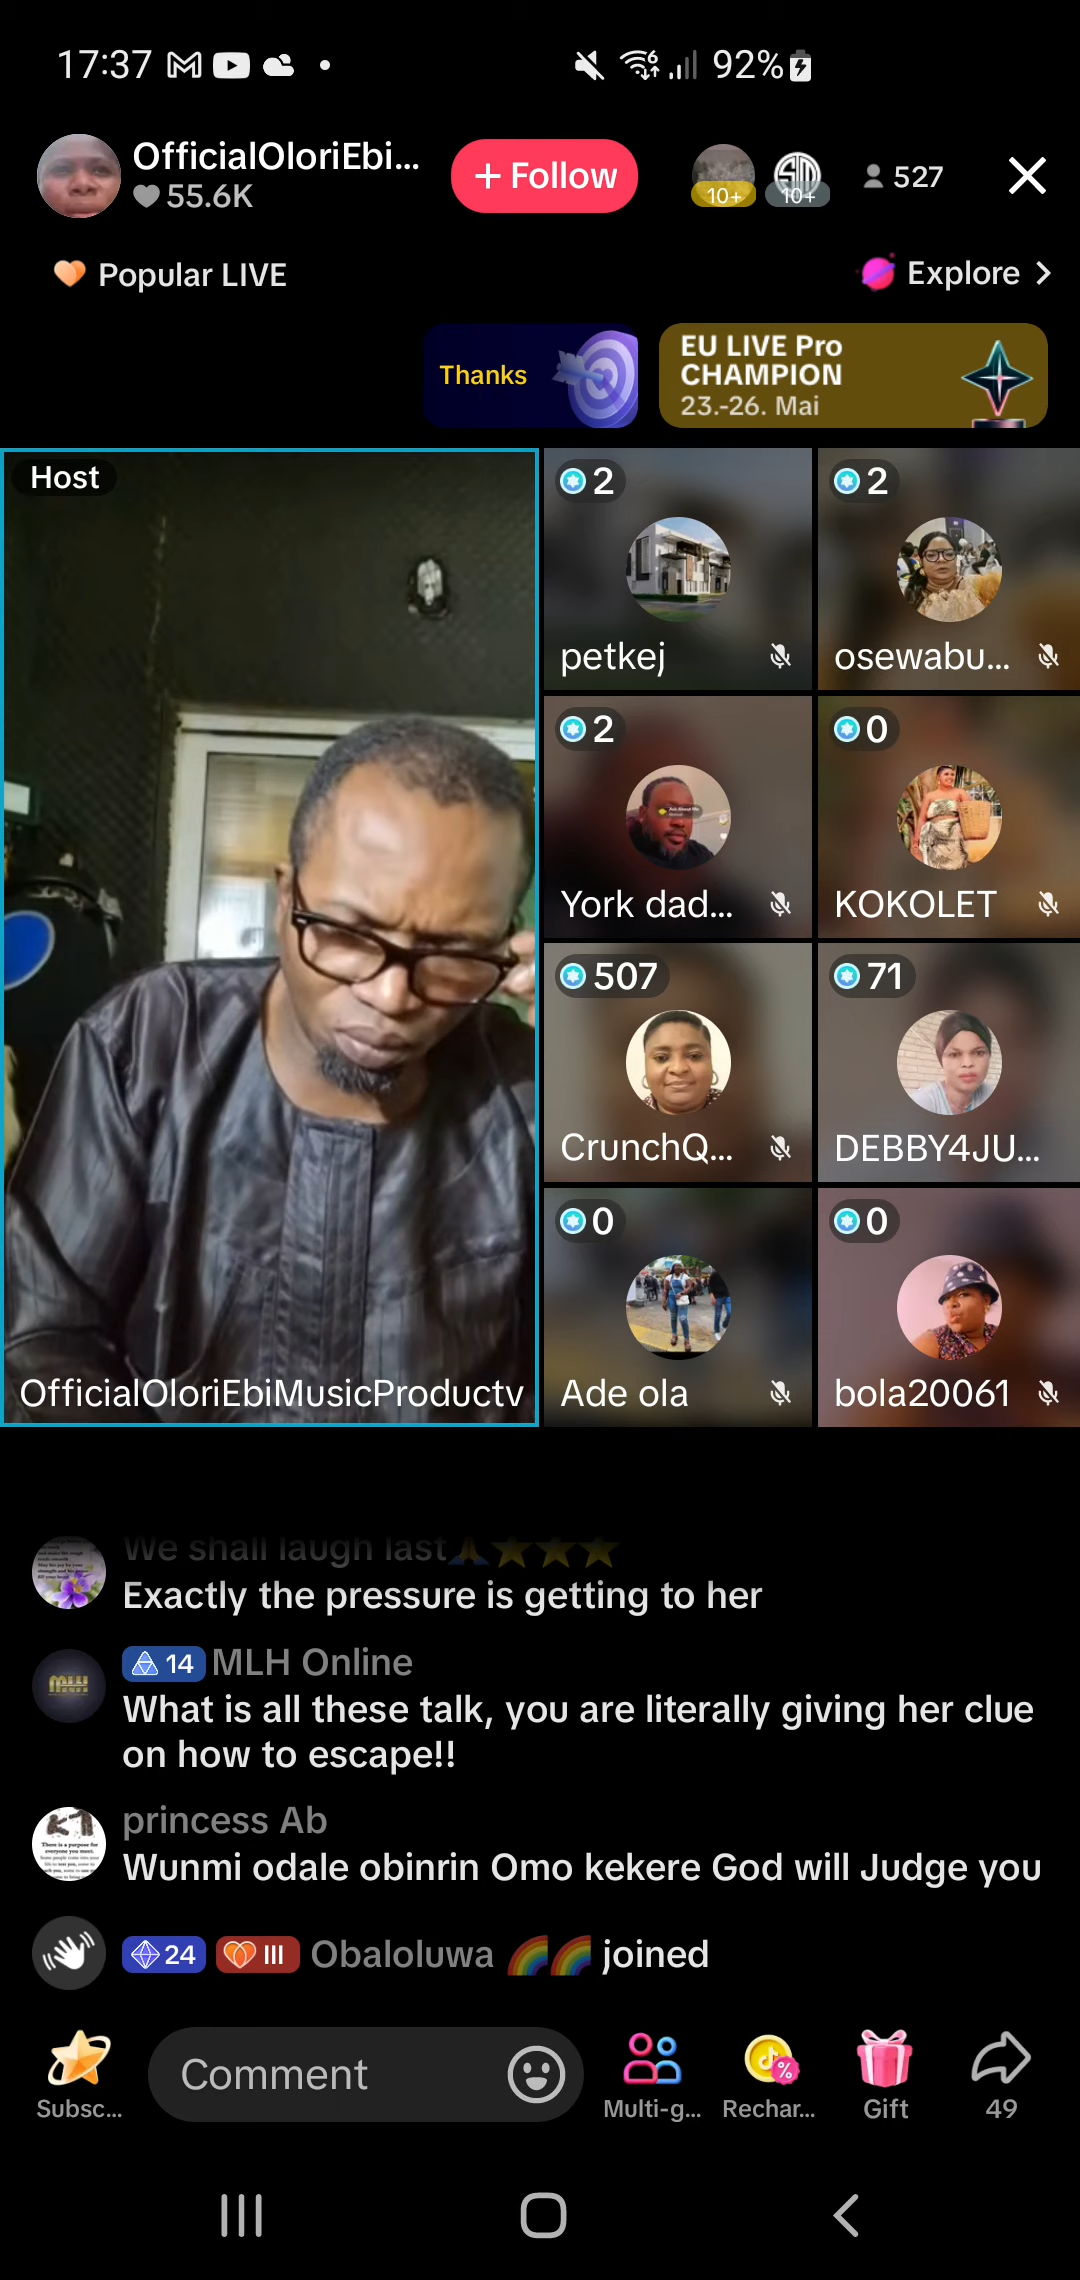 17:37
92%
OfficialOloriEbi...
55.6K
+ Follow
10+
10+
527
Popular LIVE
Explore >
Thanks
EU LIVE Pro
CHAMPION
23.-26. Mai
Host
OfficialOloriEbiMusicProductv
2
petkej
2
osewabu...
2
York dad...
0
KOKOLET
507
CrunchQ...
71
DEBBY4JU...
0
Ade ola
0
bola20061
We shall laugh last🙏⭐⭐⭐
Exactly the pressure is getting to her
14 MLH Online
What is all these talk, you are literally giving her clue
on how to escape!!
princess Ab
Wunmi odale obinrin Omo kekere God will Judge you
24 III Obaloluwa 🌈🌈 joined
Subsc...
Comment
Multi-g...
Rechar...
Gift
49